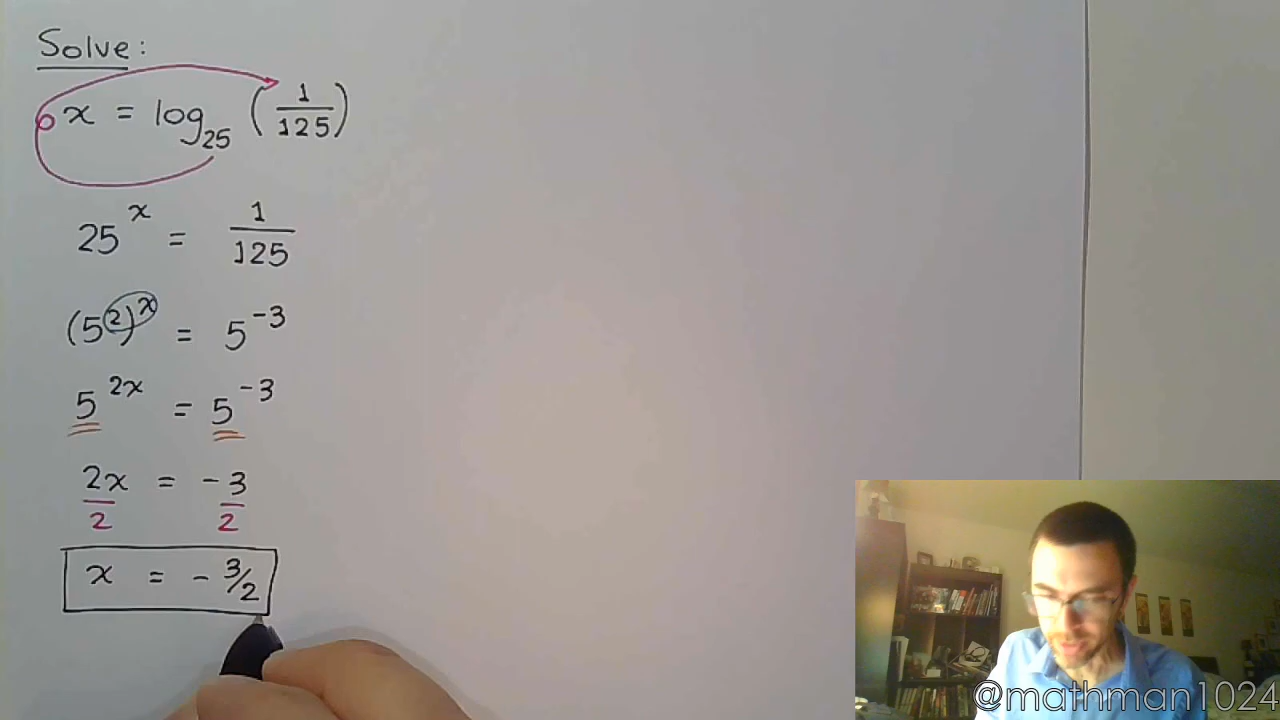 Solve:
x = log₂₅ (1/125)
25^x = 1/125
(5^2)^x = 5^-3
5^2x = 5^-3
2x/2 = -3/2
x = - 3/2
@mathman1024